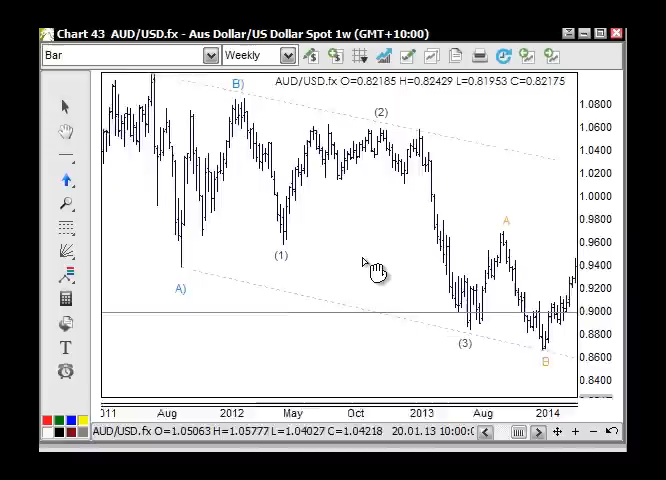 Chart 43 AUD/USD.fx - Aus Dollar/US Dollar Spot 1w (GMT+10:00)
Bar
Weekly
AUD/USD.fx O=0.82185 H=0.82429 L=0.81953 C=0.82175
B)
(2)
(1)
A)
A
(3)
B
1.0800
1.0600
1.0400
1.0200
1.0000
0.9800
0.9600
0.9400
0.9200
0.9000
0.8800
0.8600
0.8400
T
2011 Aug 2012 May Oct 2013 Aug 2014
AUD/USD.fx O=1.05063 H=1.05777 L=1.04027 C=1.04218 20.01.13 10:00: